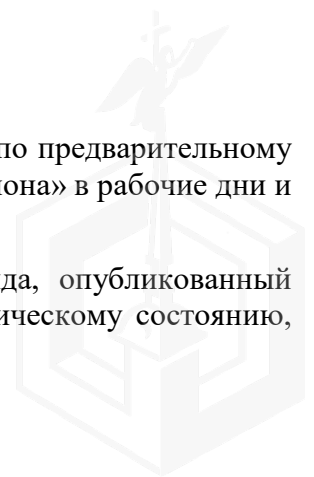 по предварительному
она» в рабочие дни и
да, опубликованный
ическому состоянию,